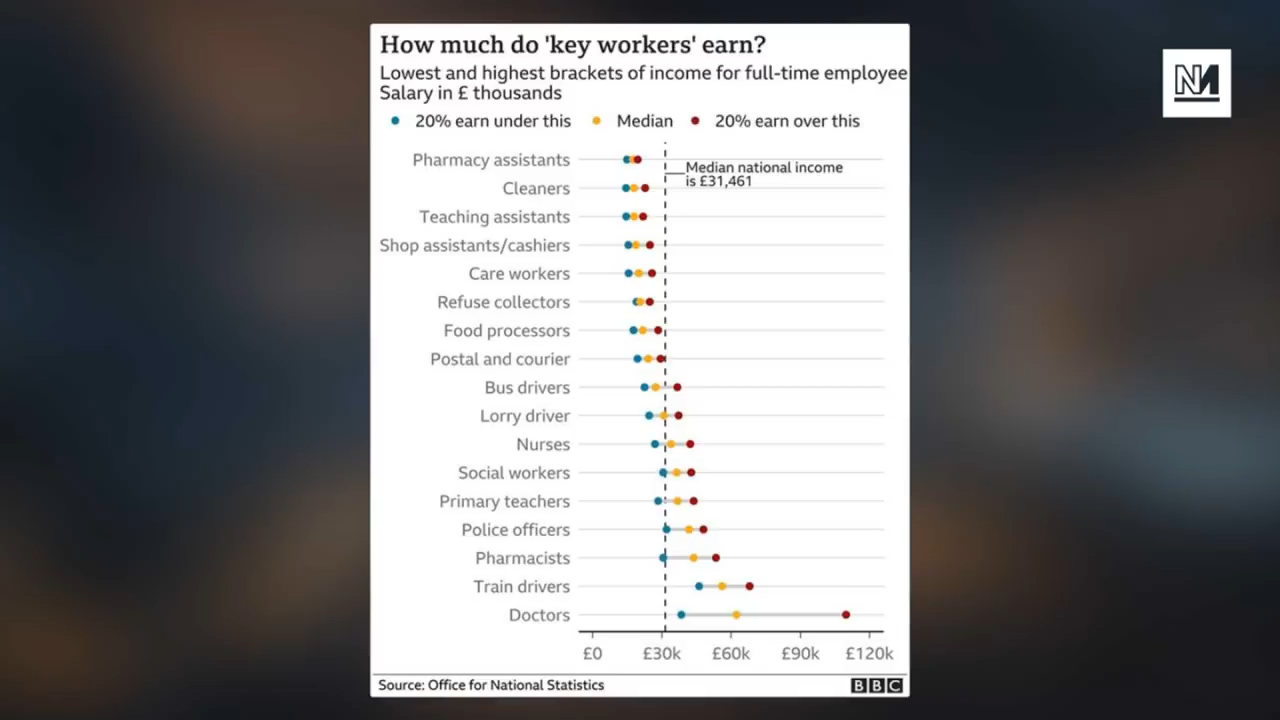 How much do 'key workers' earn?
Lowest and highest brackets of income for full-time employee
Salary in £ thousands
20% earn under this
Median
20% earn over this
Median national income
is £31,461
Pharmacy assistants
Cleaners
Teaching assistants
Shop assistants/cashiers
Care workers
Refuse collectors
Food processors
Postal and courier
Bus drivers
Lorry driver
Nurses
Social workers
Primary teachers
Police officers
Pharmacists
Train drivers
Doctors
£0 £30k £60k £90k £120k
Source: Office for National Statistics
BBC
NM